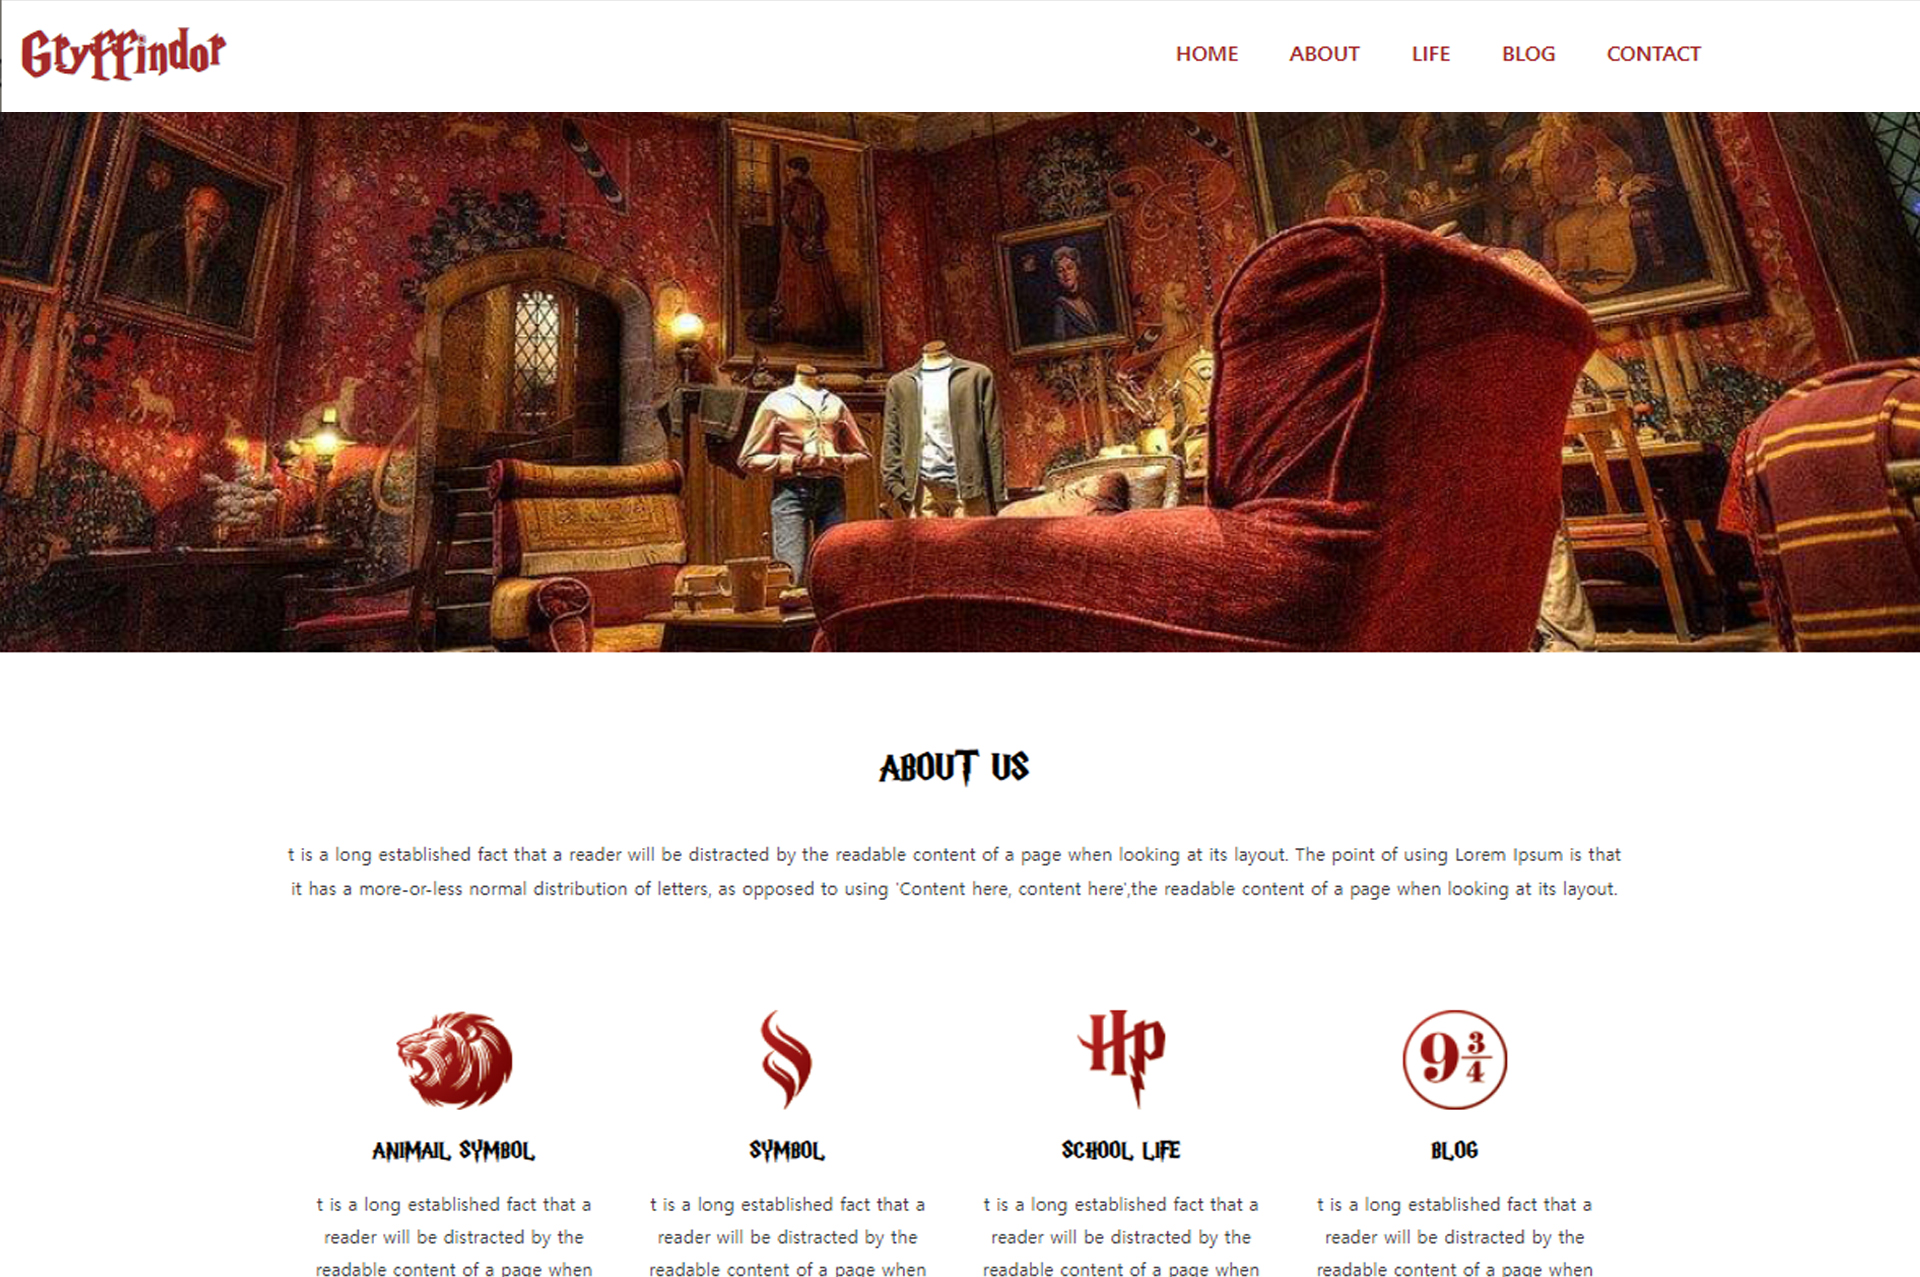 Gryffindor
HOME ABOUT LIFE BLOG CONTACT
ABOUT US
t is a long established fact that a reader will be distracted by the readable content of a page when looking at its layout. The point of using Lorem Ipsum is that
it has a more-or-less normal distribution of letters, as opposed to using 'Content here, content here',the readable content of a page when looking at its layout.
HP
9 3/4
ANIMAIL SYMBOL
t is a long established fact that a
reader will be distracted by the
readable content of a page when
SYMBOL
t is a long established fact that a
reader will be distracted by the
readable content of a page when
SCHOOL LIFE
t is a long established fact that a
reader will be distracted by the
readable content of a page when
BLOG
t is a long established fact that a
reader will be distracted by the
readable content of a page when